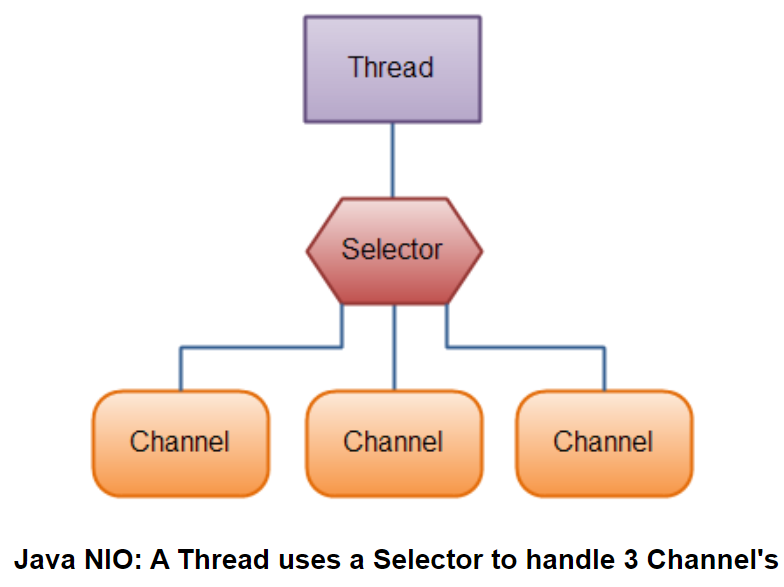 Thread
Selector
Channel
Channel
Channel
Java NIO: A Thread uses a Selector to handle 3 Channel's